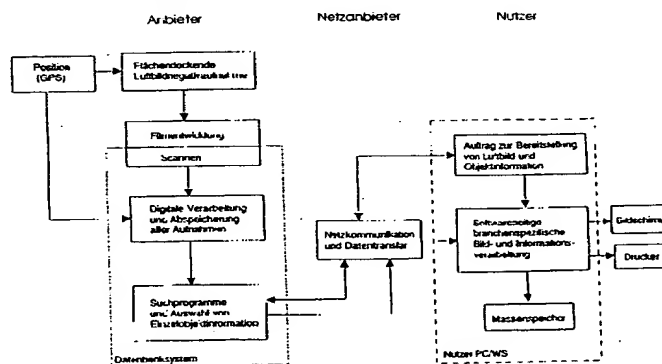 Anbieter
Netzanbieter
Nutzer
Position
(GPS)
Flächendeckende
Luftbildnegativaufnahme
Filmentwicklung
Scannen
Digitale Verarbeitung
und Abspeicherung
aller Aufnahmen
Suchprogramme
und Auswahl von
Einzelobjektinformation
Datenbanksystem
Netzkommunikation
und Datentransfer
Auftrag zur Bereitstellung
von Luftbild und
Objektinformation
Softwareseitige
branchenspezifische
Bild- und Informations-
verarbeitung
Massenspeicher
Nutzer PC/WS
Bildschirm
Drucker